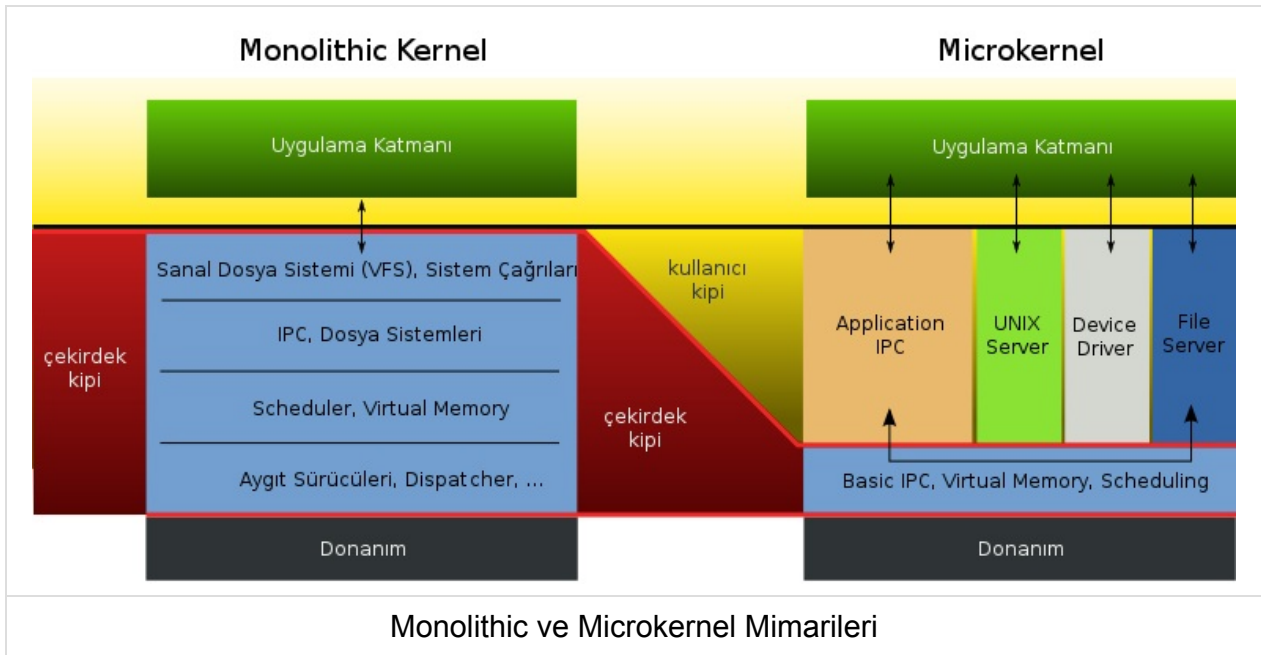 Monolithic Kernel
Microkernel
Uygulama Katmanı
Uygulama Katmanı
çekirdek
kipi
Sanal Dosya Sistemi (VFS), Sistem Çağrıları
IPC, Dosya Sistemleri
Scheduler, Virtual Memory
Aygıt Sürücüleri, Dispatcher, ...
kullanıcı
kipi
çekirdek
kipi
Application
IPC
UNIX
Server
Device
Driver
File
Server
Basic IPC, Virtual Memory, Scheduling
Donanım
Donanım
Monolithic ve Microkernel Mimarileri